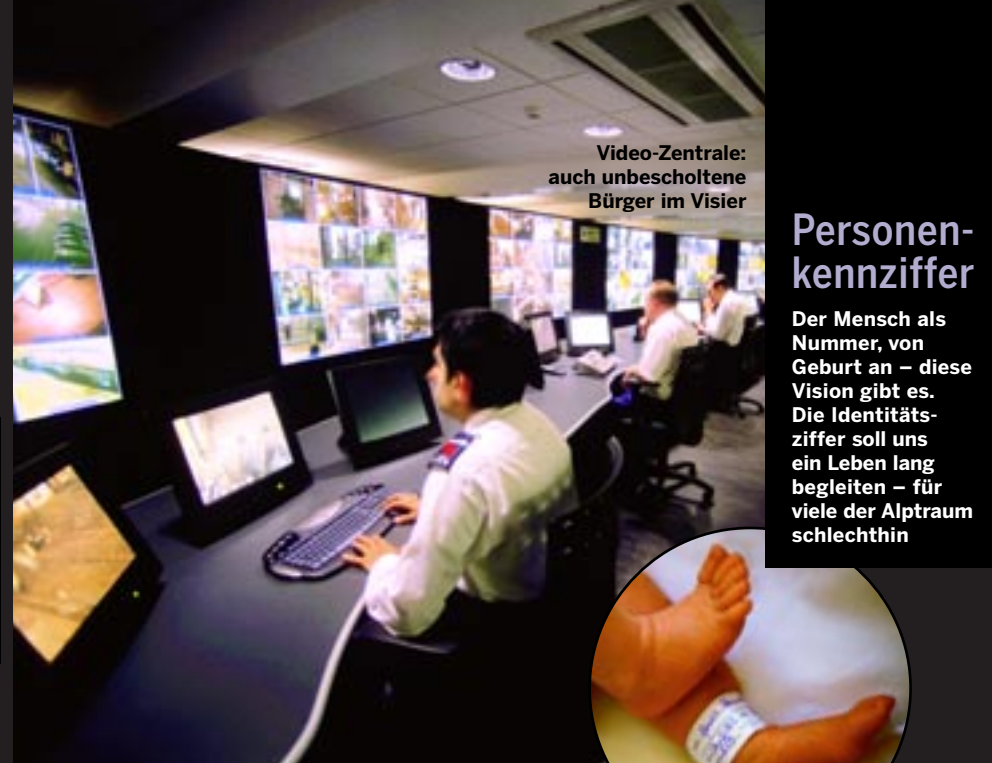 Video-Zentrale:
auch unbescholtene
Bürger im Visier
Personen-
kennziffer
Der Mensch als
Nummer, von
Geburt an – diese
Vision gibt es.
Die Identitäts-
ziffer soll uns
ein Leben lang
begleiten – für
viele der Alptraum
schlechthin